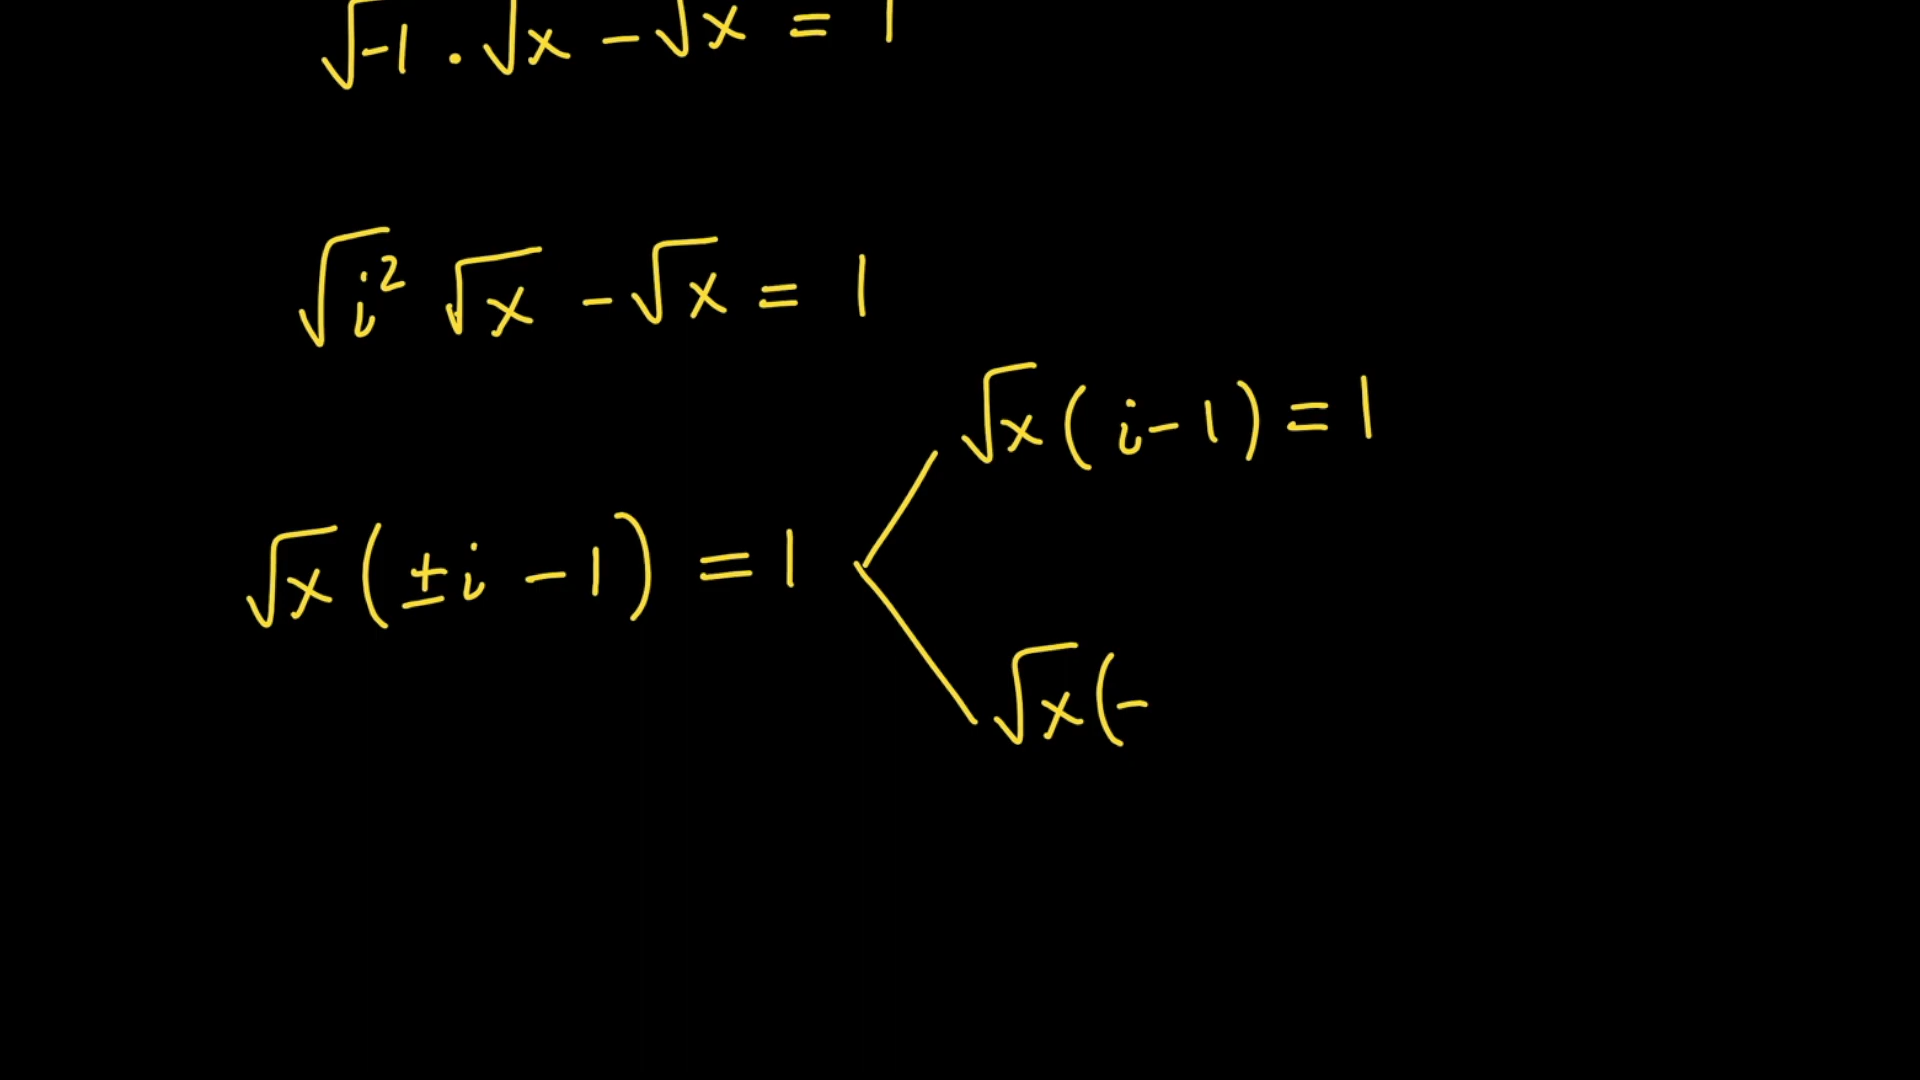 √-1 · √x - √x = 1
√i² √x - √x = 1
√x ( i - 1 ) = 1
√x ( ± i - 1 ) = 1
√x ( -